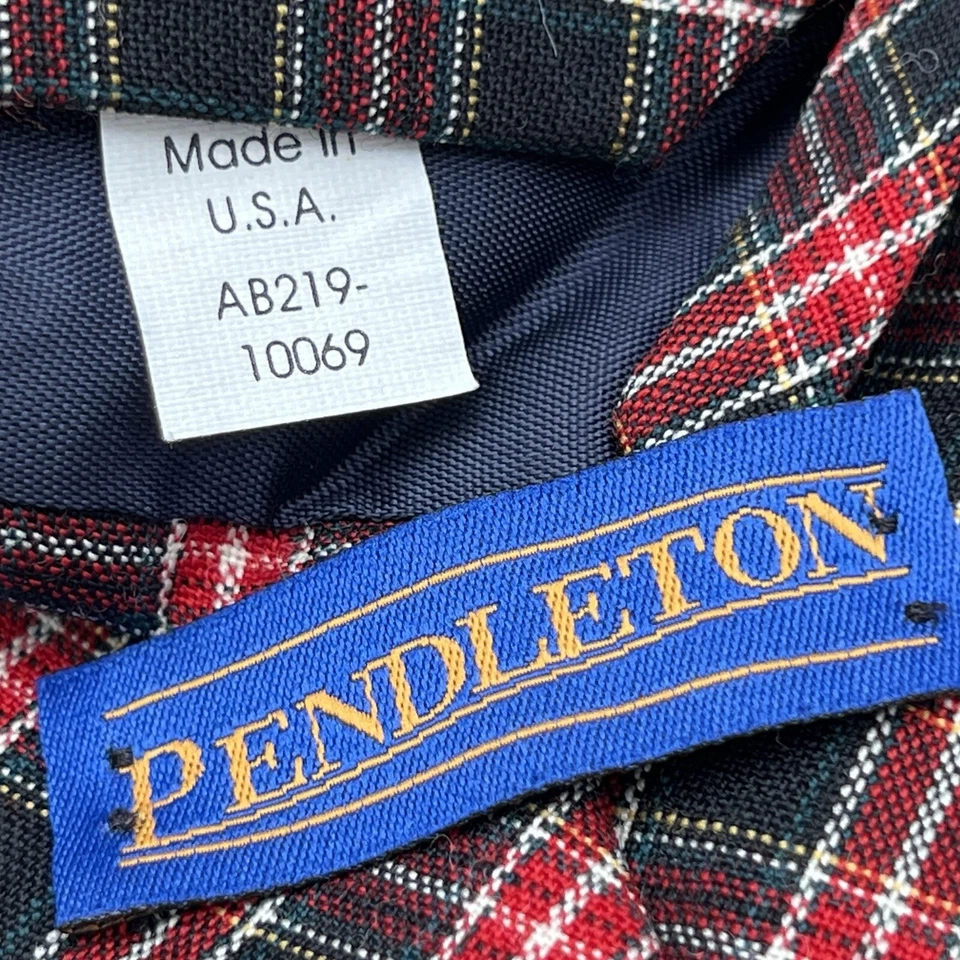 Made in
U.S.A.
AB219-
10069
PENDLETON